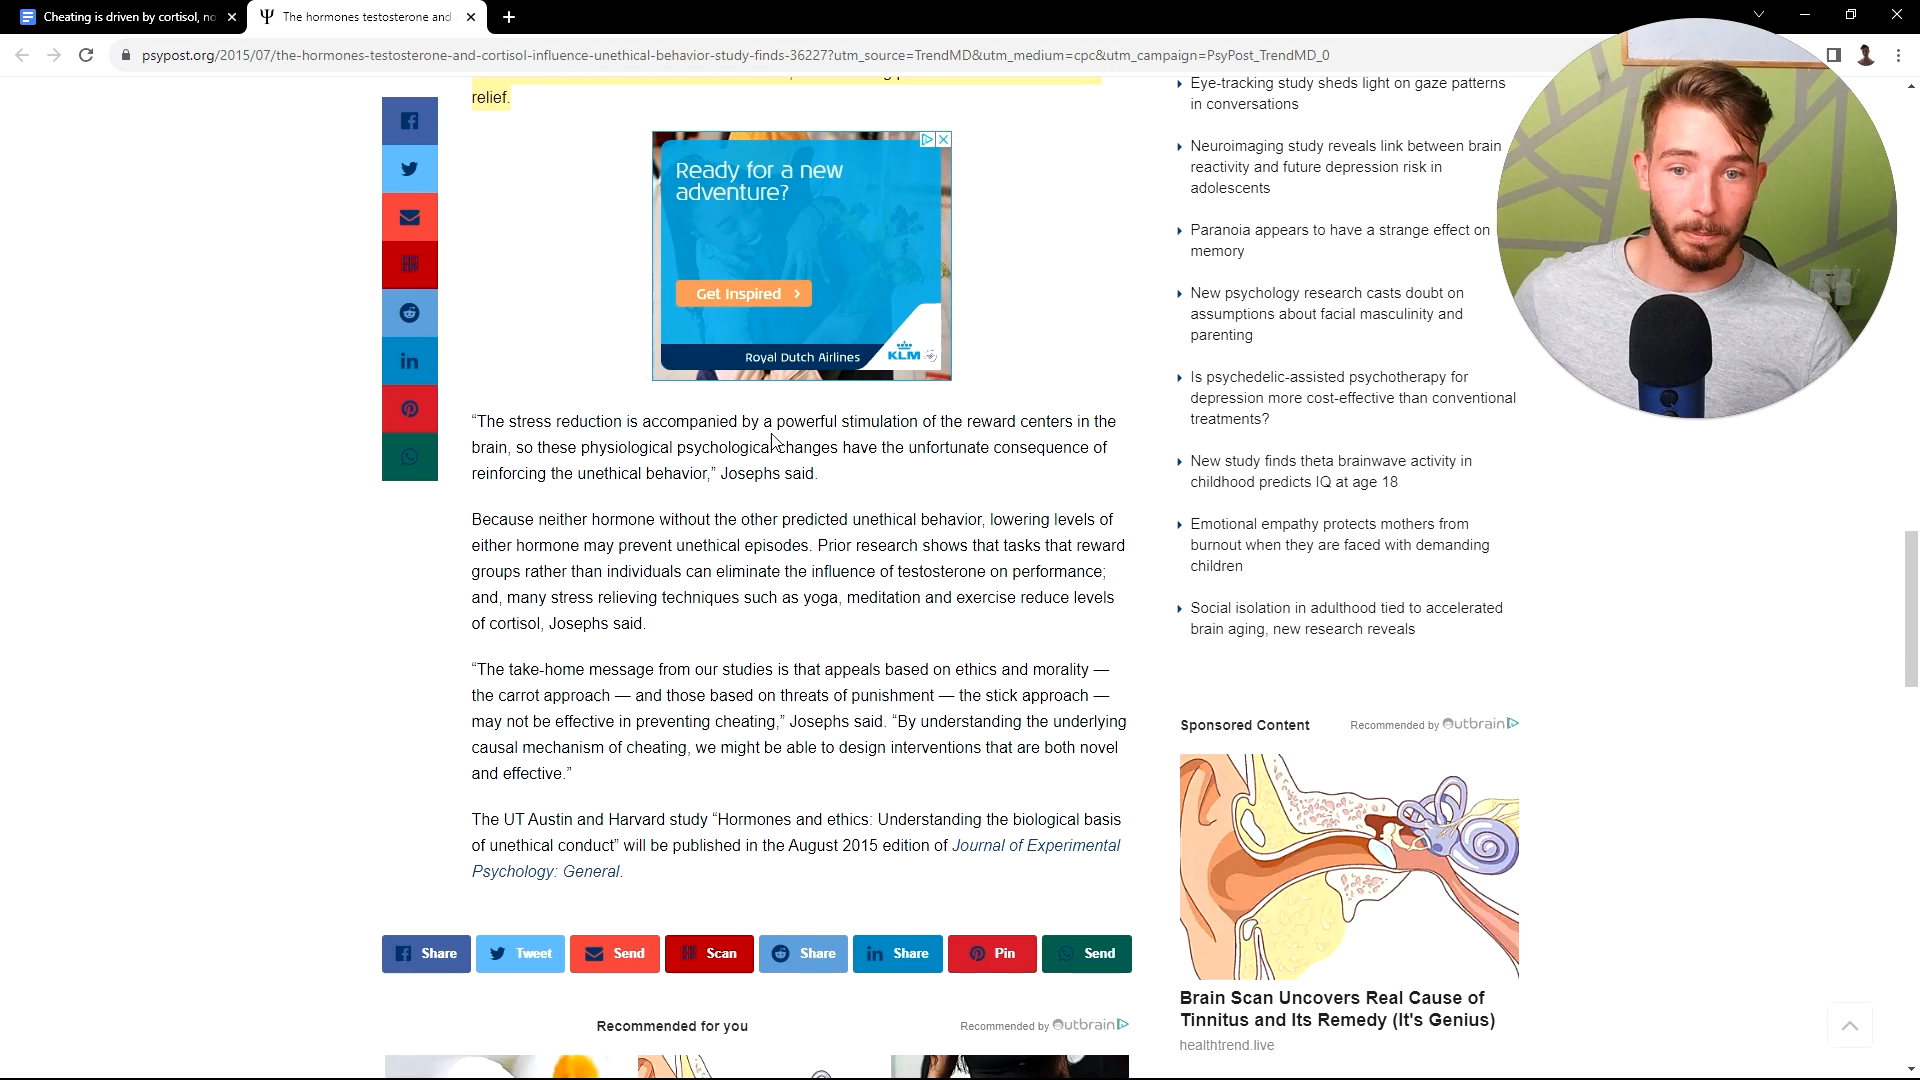 Cheating is driven by cortisol, no
The hormones testosterone and
psypost.org/2015/07/the-hormones-testosterone-and-cortisol-influence-unethical-behavior-study-finds-36227?utm_source=TrendMD&utm_medium=cpc&utm_campaign=PsyPost_TrendMD_0
relief.
Ready for a new
adventure?
Get Inspired
Royal Dutch Airlines
KLM
“The stress reduction is accompanied by a powerful stimulation of the reward centers in the
brain, so these physiological psychological changes have the unfortunate consequence of
reinforcing the unethical behavior,” Josephs said.
Because neither hormone without the other predicted unethical behavior, lowering levels of
either hormone may prevent unethical episodes. Prior research shows that tasks that reward
groups rather than individuals can eliminate the influence of testosterone on performance;
and, many stress relieving techniques such as yoga, meditation and exercise reduce levels
of cortisol, Josephs said.
“The take-home message from our studies is that appeals based on ethics and morality —
the carrot approach — and those based on threats of punishment — the stick approach —
may not be effective in preventing cheating,” Josephs said. “By understanding the underlying
causal mechanism of cheating, we might be able to design interventions that are both novel
and effective.”
The UT Austin and Harvard study “Hormones and ethics: Understanding the biological basis
of unethical conduct” will be published in the August 2015 edition of Journal of Experimental
Psychology: General.
Share
Tweet
Send
Scan
Share
Share
Pin
Send
Recommended for you
Recommended by Outbrain
Eye-tracking study sheds light on gaze patterns
in conversations
Neuroimaging study reveals link between brain
reactivity and future depression risk in
adolescents
Paranoia appears to have a strange effect on
memory
New psychology research casts doubt on
assumptions about facial masculinity and
parenting
Is psychedelic-assisted psychotherapy for
depression more cost-effective than conventional
treatments?
New study finds theta brainwave activity in
childhood predicts IQ at age 18
Emotional empathy protects mothers from
burnout when they are faced with demanding
children
Social isolation in adulthood tied to accelerated
brain aging, new research reveals
Sponsored Content
Recommended by Outbrain
Brain Scan Uncovers Real Cause of
Tinnitus and Its Remedy (It's Genius)
healthtrend.live